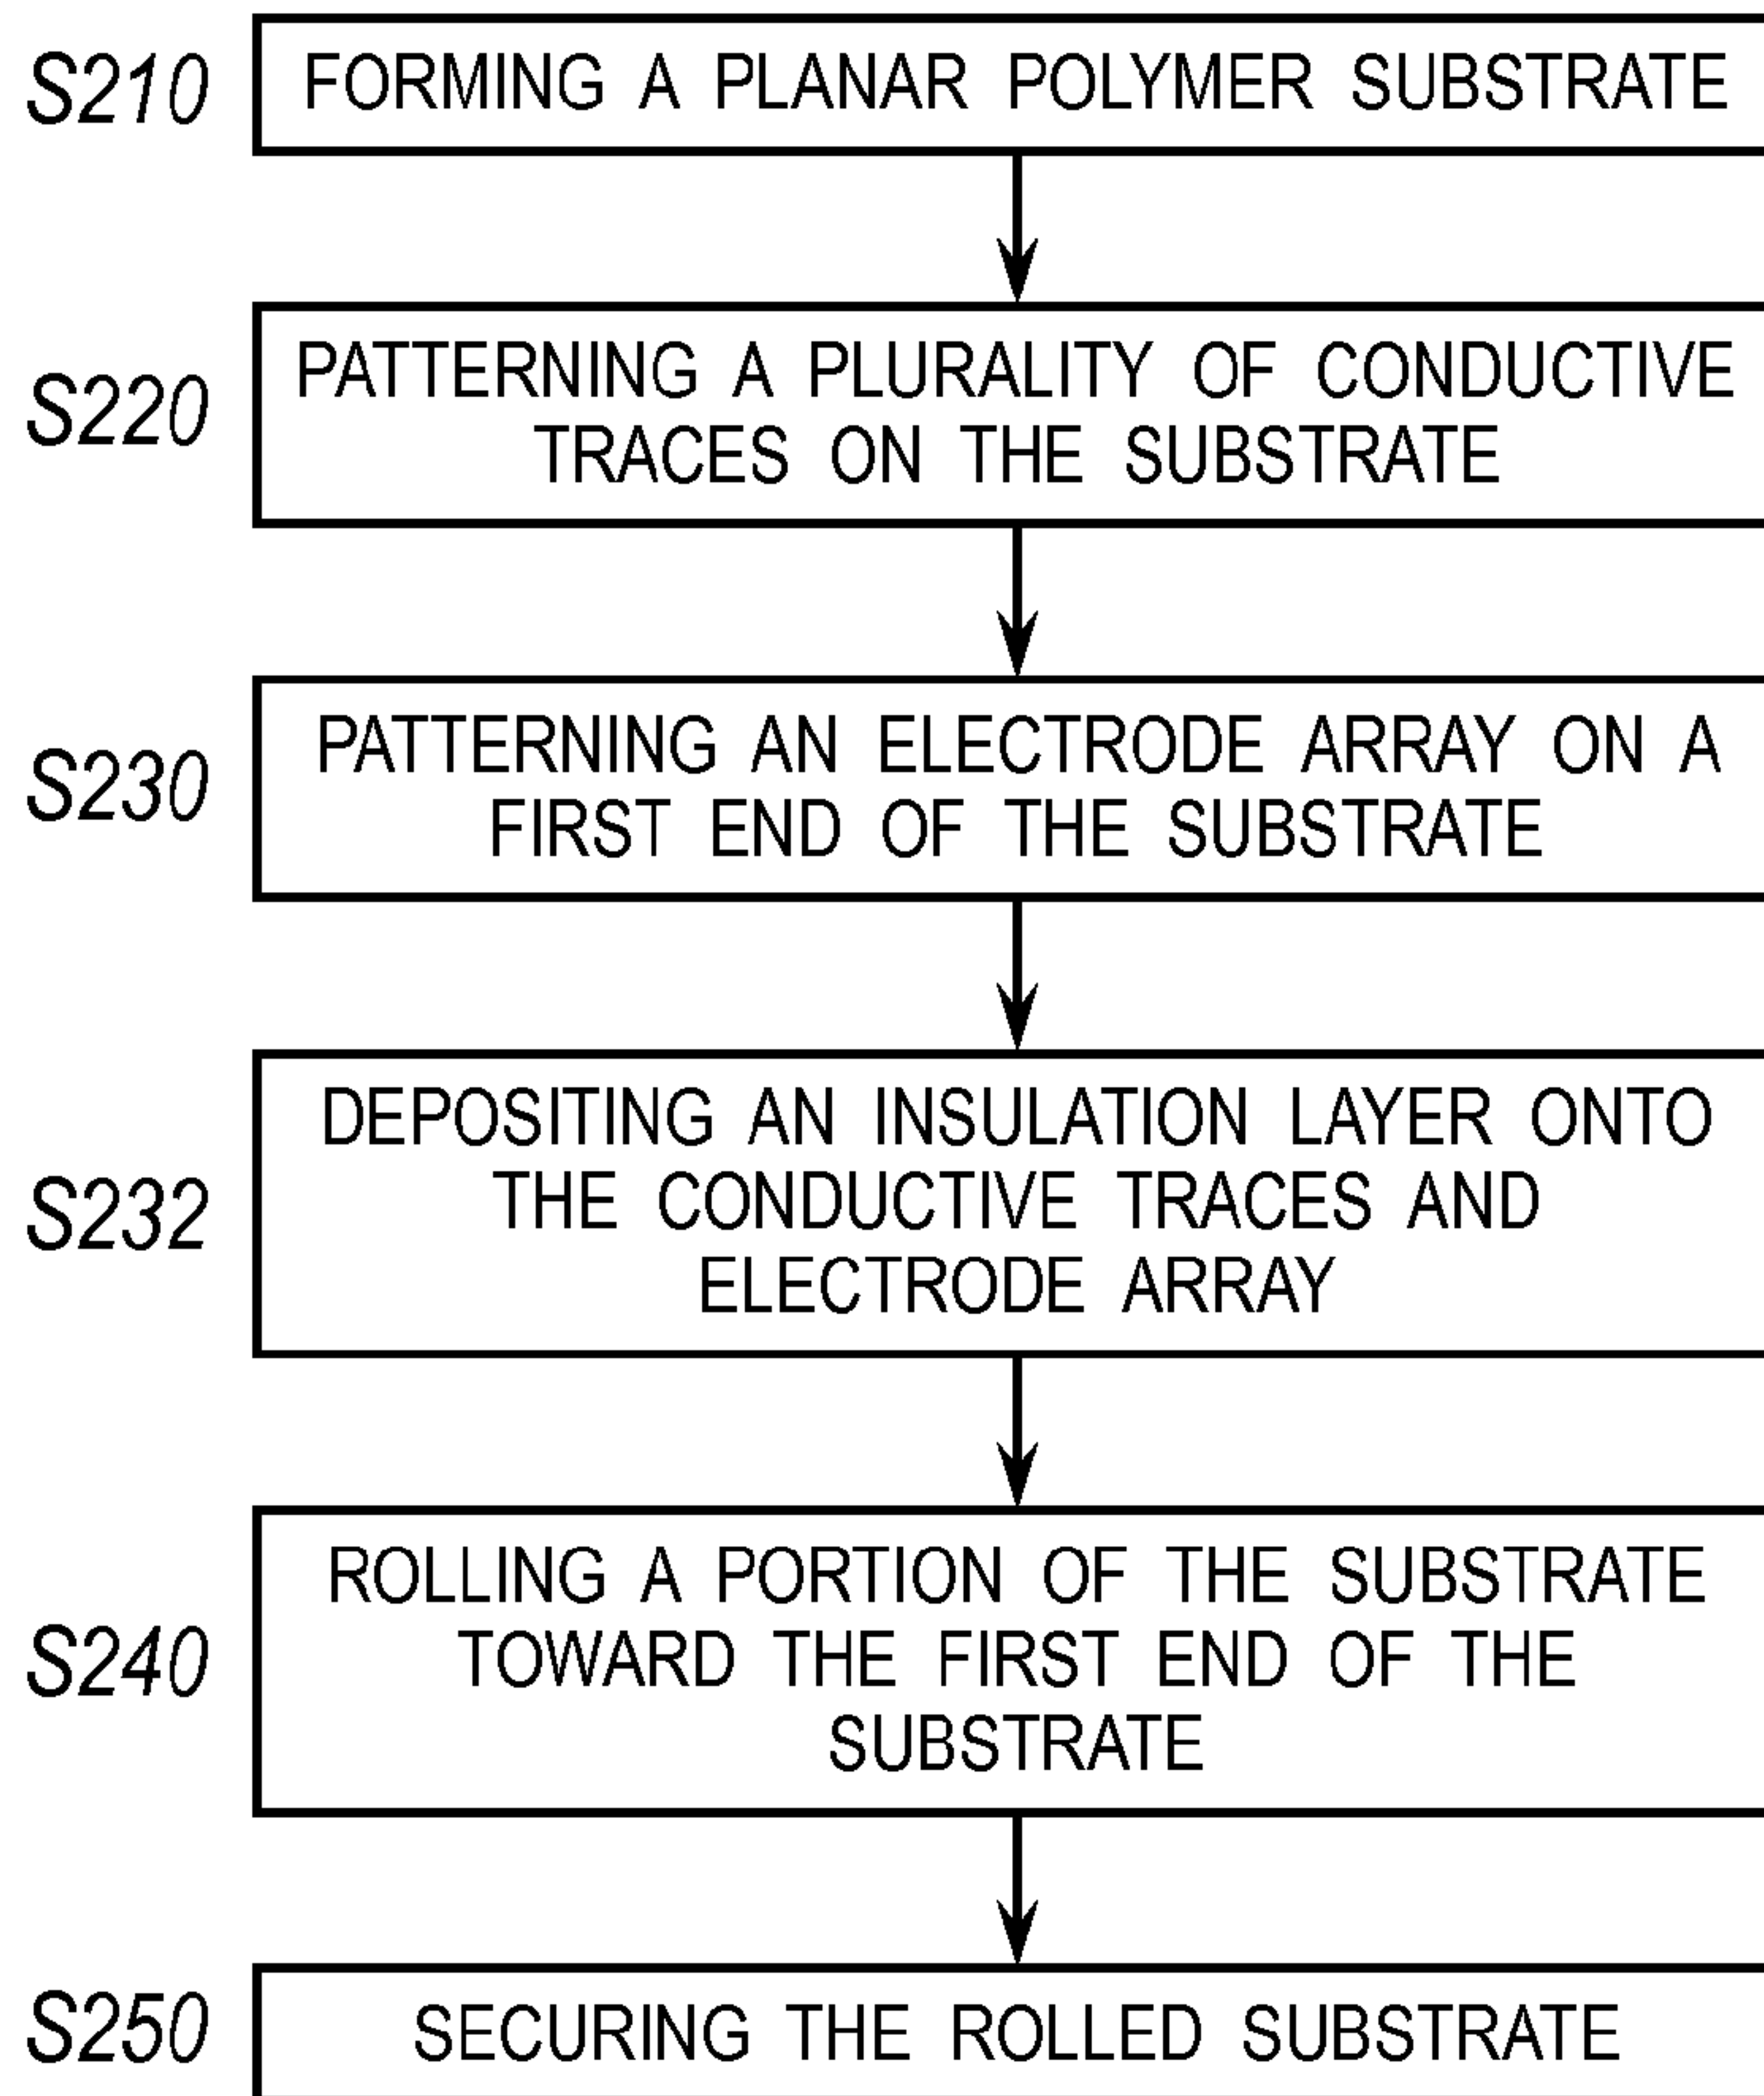 S210
FORMING A PLANAR POLYMER SUBSTRATE
S220
PATTERNING A PLURALITY OF CONDUCTIVE
TRACES ON THE SUBSTRATE
S230
PATTERNING AN ELECTRODE ARRAY ON A
FIRST END OF THE SUBSTRATE
S232
DEPOSITING AN INSULATION LAYER ONTO
THE CONDUCTIVE TRACES AND
ELECTRODE ARRAY
S240
ROLLING A PORTION OF THE SUBSTRATE
TOWARD THE FIRST END OF THE
SUBSTRATE
S250
SECURING THE ROLLED SUBSTRATE